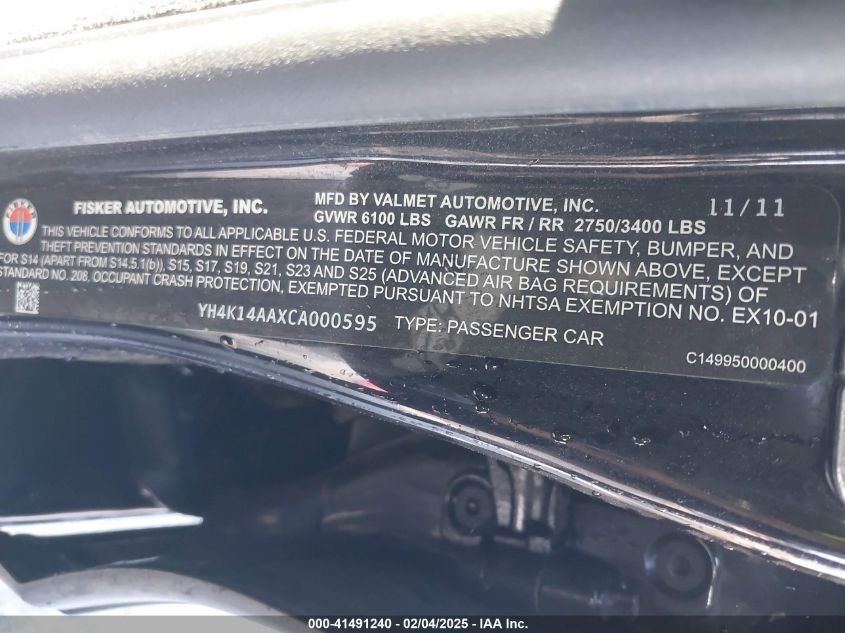 FISKER
FISKER AUTOMOTIVE, INC.
MFD BY VALMET AUTOMOTIVE, INC.
11/11
GVWR 6100 LBS GAWR FR / RR 2750/3400 LBS
THIS VEHICLE CONFORMS TO ALL APPLICABLE U.S. FEDERAL MOTOR VEHICLE SAFETY, BUMPER, AND
THEFT PREVENTION STANDARDS IN EFFECT ON THE DATE OF MANUFACTURE SHOWN ABOVE, EXCEPT
FOR S14 (APART FROM S14.5.1(b)), S15, S17, S19, S21, S23 AND S25 (ADVANCED AIR BAG REQUIREMENTS) OF
STANDARD NO. 208, OCCUPANT CRASH PROTECTION, EXEMPTED PURSUANT TO NHTSA EXEMPTION NO. EX10-01
YH4K14AAXCA000595 TYPE: PASSENGER CAR
C149950000400
000-41491240 - 02/04/2025 - IAA Inc.